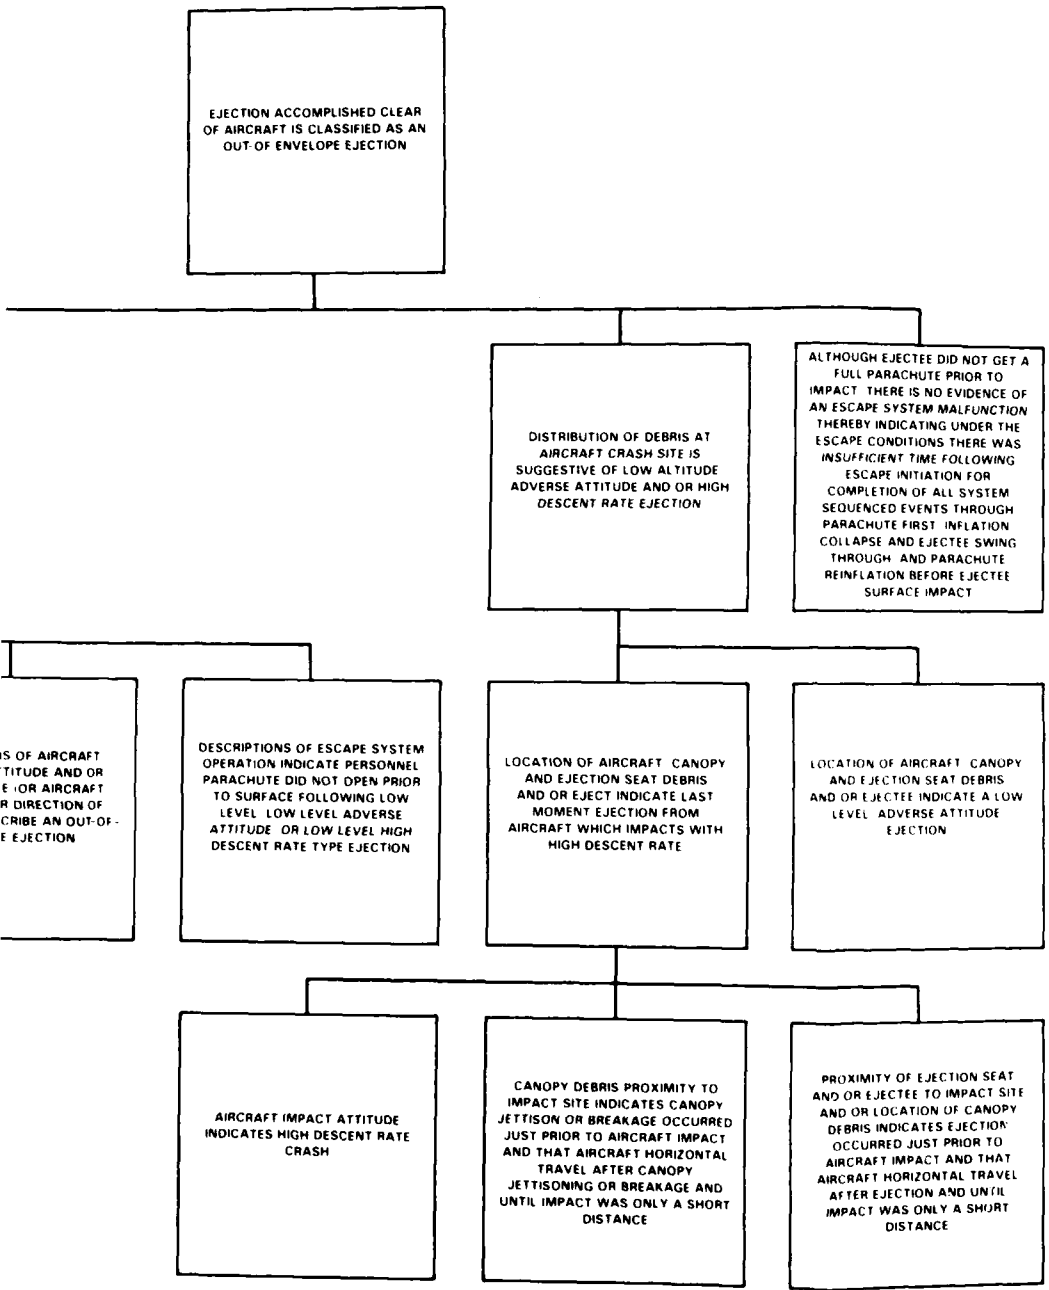 EJECTION ACCOMPLISHED CLEAR
OF AIRCRAFT IS CLASSIFIED AS AN
OUT-OF ENVELOPE EJECTION
DISTRIBUTION OF DEBRIS AT
AIRCRAFT CRASH SITE IS
SUGGESTIVE OF LOW ALTITUDE
ADVERSE ATTITUDE AND OR HIGH
DESCENT RATE EJECTION
ALTHOUGH EJECTEE DID NOT GET A
FULL PARACHUTE PRIOR TO
IMPACT THERE IS NO EVIDENCE OF
AN ESCAPE SYSTEM MALFUNCTION
THEREBY INDICATING UNDER THE
ESCAPE CONDITIONS THERE WAS
INSUFFICIENT TIME FOLLOWING
ESCAPE INITIATION FOR
COMPLETION OF ALL SYSTEM
SEQUENCED EVENTS THROUGH
PARACHUTE FIRST INFLATION
COLLAPSE AND EJECTEE SWING
THROUGH AND PARACHUTE
REINFLATION BEFORE EJECTEE
SURFACE IMPACT
OF AIRCRAFT
AND OR
AIRCRAFT
DIRECTION OF
AN OUT-OF-
EJECTION
DESCRIPTIONS OF ESCAPE SYSTEM
OPERATION INDICATE PERSONNEL
PARACHUTE DID NOT OPEN PRIOR
TO SURFACE FOLLOWING LOW
LEVEL LOW LEVEL ADVERSE
ATTITUDE OR LOW LEVEL HIGH
DESCENT RATE TYPE EJECTION
LOCATION OF AIRCRAFT CANOPY
AND EJECTION SEAT DEBRIS
AND OR EJECT INDICATE LAST
MOMENT EJECTION FROM
AIRCRAFT WHICH IMPACTS WITH
HIGH DESCENT RATE
LOCATION OF AIRCRAFT CANOPY
AND EJECTION SEAT DEBRIS
AND OR EJECTEE INDICATE A LOW
LEVEL ADVERSE ATTITUDE
EJECTION
AIRCRAFT IMPACT ATTITUDE
INDICATES HIGH DESCENT RATE
CRASH
CANOPY DEBRIS PROXIMITY TO
IMPACT SITE INDICATES CANOPY
JETTISON OR BREAKAGE OCCURRED
JUST PRIOR TO AIRCRAFT IMPACT
AND THAT AIRCRAFT HORIZONTAL
TRAVEL AFTER CANOPY
JETTISONING OR BREAKAGE AND
UNTIL IMPACT WAS ONLY A SHORT
DISTANCE
PROXIMITY OF EJECTION SEAT
AND OR EJECTEE TO IMPACT SITE
AND OR LOCATION OF CANOPY
DEBRIS INDICATES EJECTION
OCCURRED JUST PRIOR TO
AIRCRAFT IMPACT AND THAT
AIRCRAFT HORIZONTAL TRAVEL
AFTER EJECTION AND UNTIL
IMPACT WAS ONLY A SHORT
DISTANCE